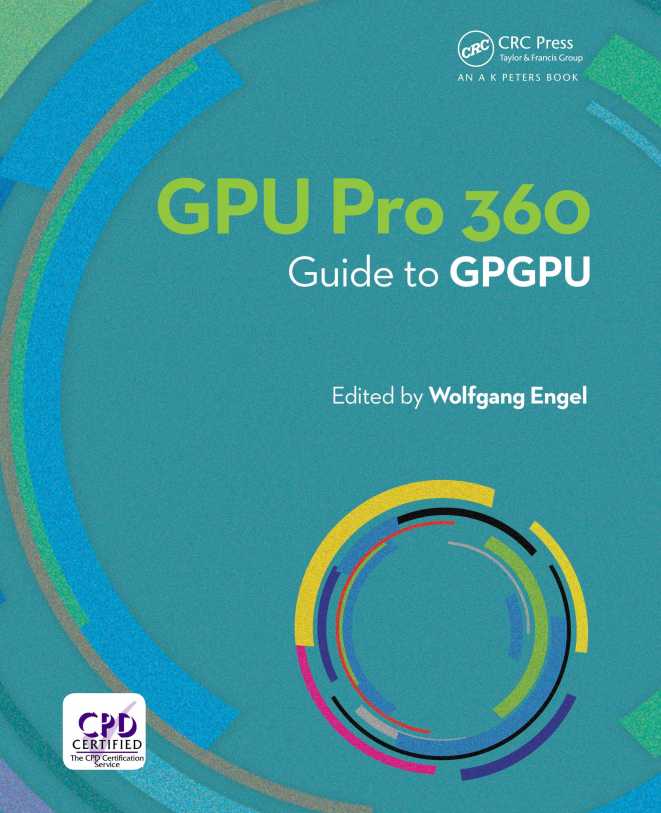 CRC
CRC Press
Taylor & Francis Group
AN A K PETERS BOOK
GPU Pro 360
Guide to GPGPU
Edited by Wolfgang Engel
CPD
CERTIFIED
The CPD Certification
Service